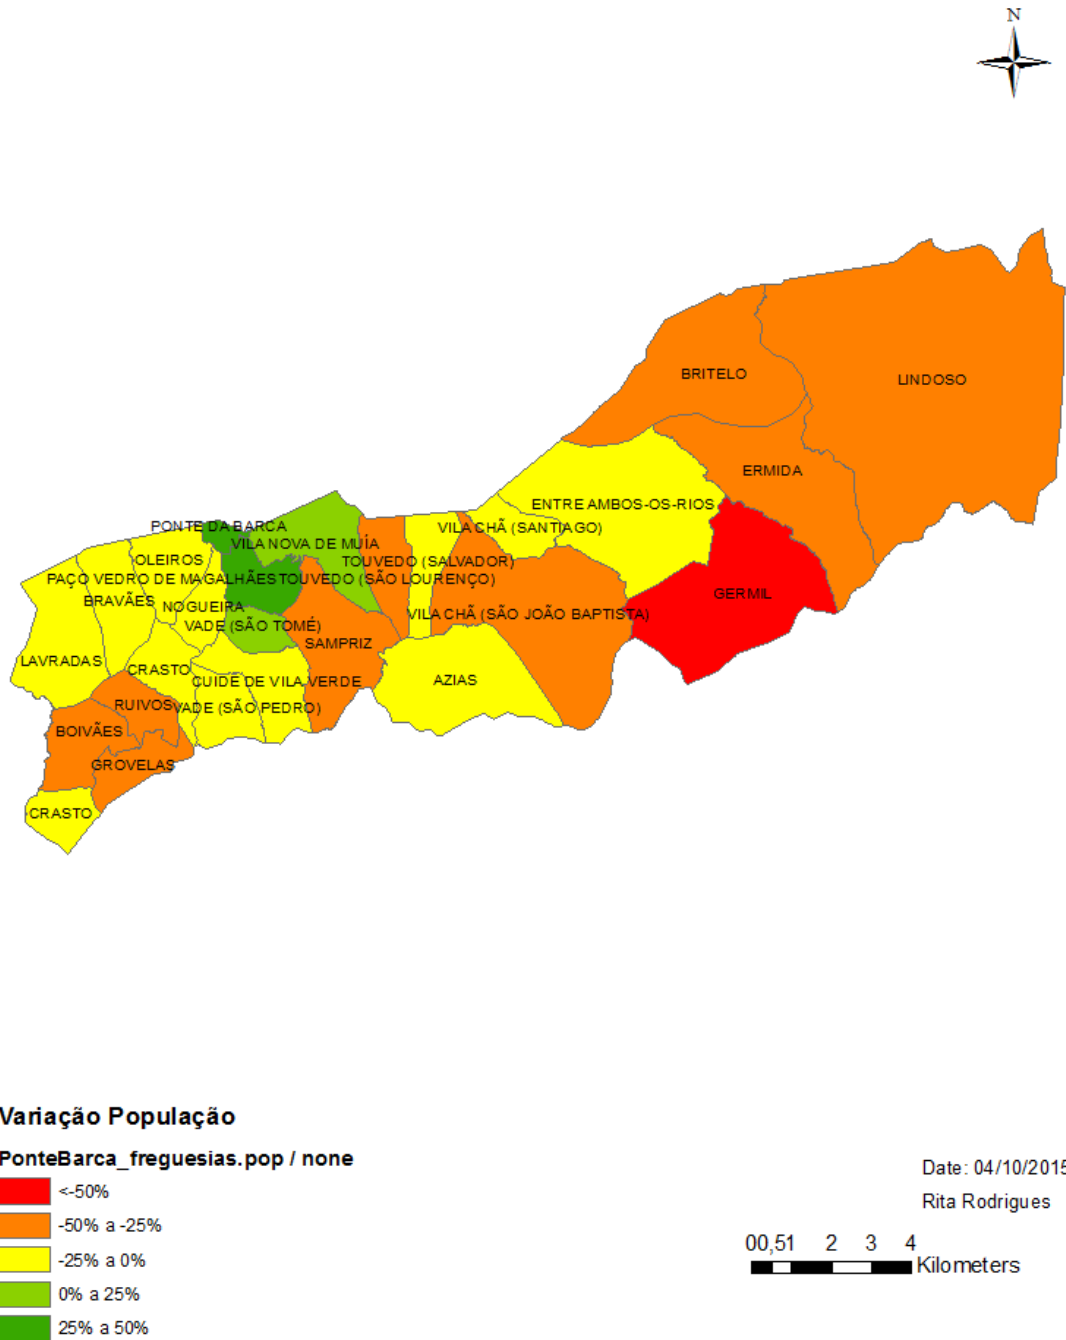 N
BRITELO
LINDOSO
ERMIDA
ENTRE AMBOS-OS-RIOS
PONTE DA BARCA
VILA CHÃ (SANTIAGO)
VILA NOVA DE MUÍA
OLEIROS
TOUVEDO (SALVADOR)
PAÇO VEDRO DE MAGALHÃES
TOUVEDO (SÃO LOURENÇO)
GERMIL
BRAVÃES
NOGUEIRA
VILA CHÃ (SÃO JOÃO BAPTISTA)
VADE (SÃO TOMÉ)
SAMPRIZ
LAVRADAS
CRASTO
CUIDE DE VILA VERDE
AZIAS
RUIVOS
VADE (SÃO PEDRO)
BOIVÃES
GROVELAS
CRASTO
Variação População
PonteBarca_freguesias.pop / none
<-50%
-50% a -25%
-25% a 0%
0% a 25%
25% a 50%
Date: 04/10/2015
Rita Rodrigues
00,51 2 3 4
Kilometers